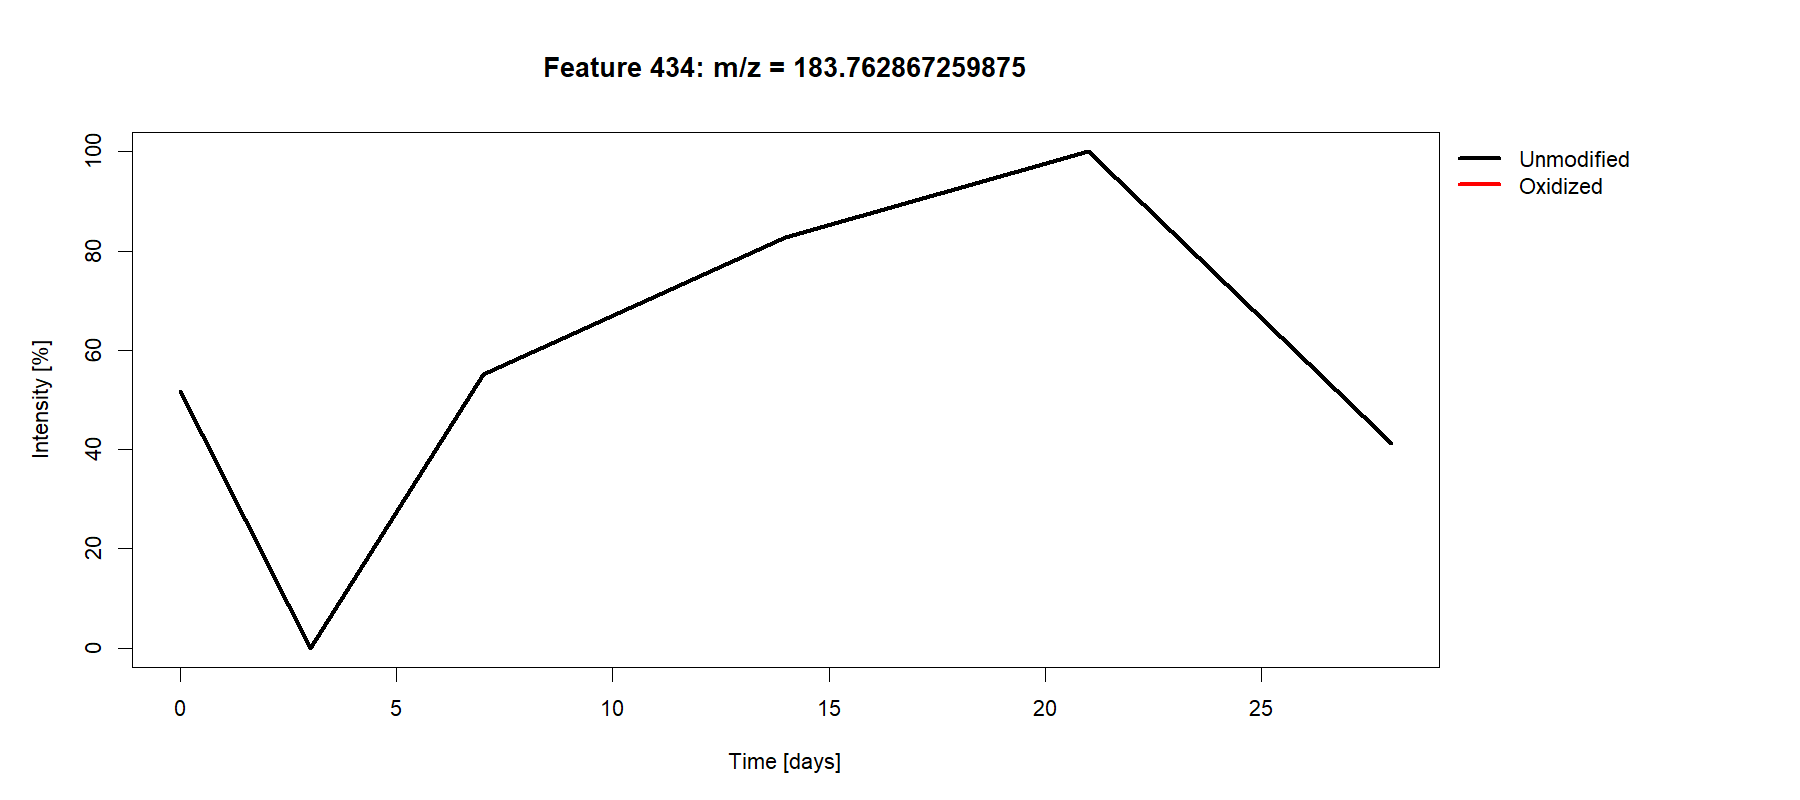 Feature 434: m/z = 183.762867259875
100
80
60
40
20
0
Intensity [%]
0 5 10 15 20 25
Time [days]
Unmodified
Oxidized